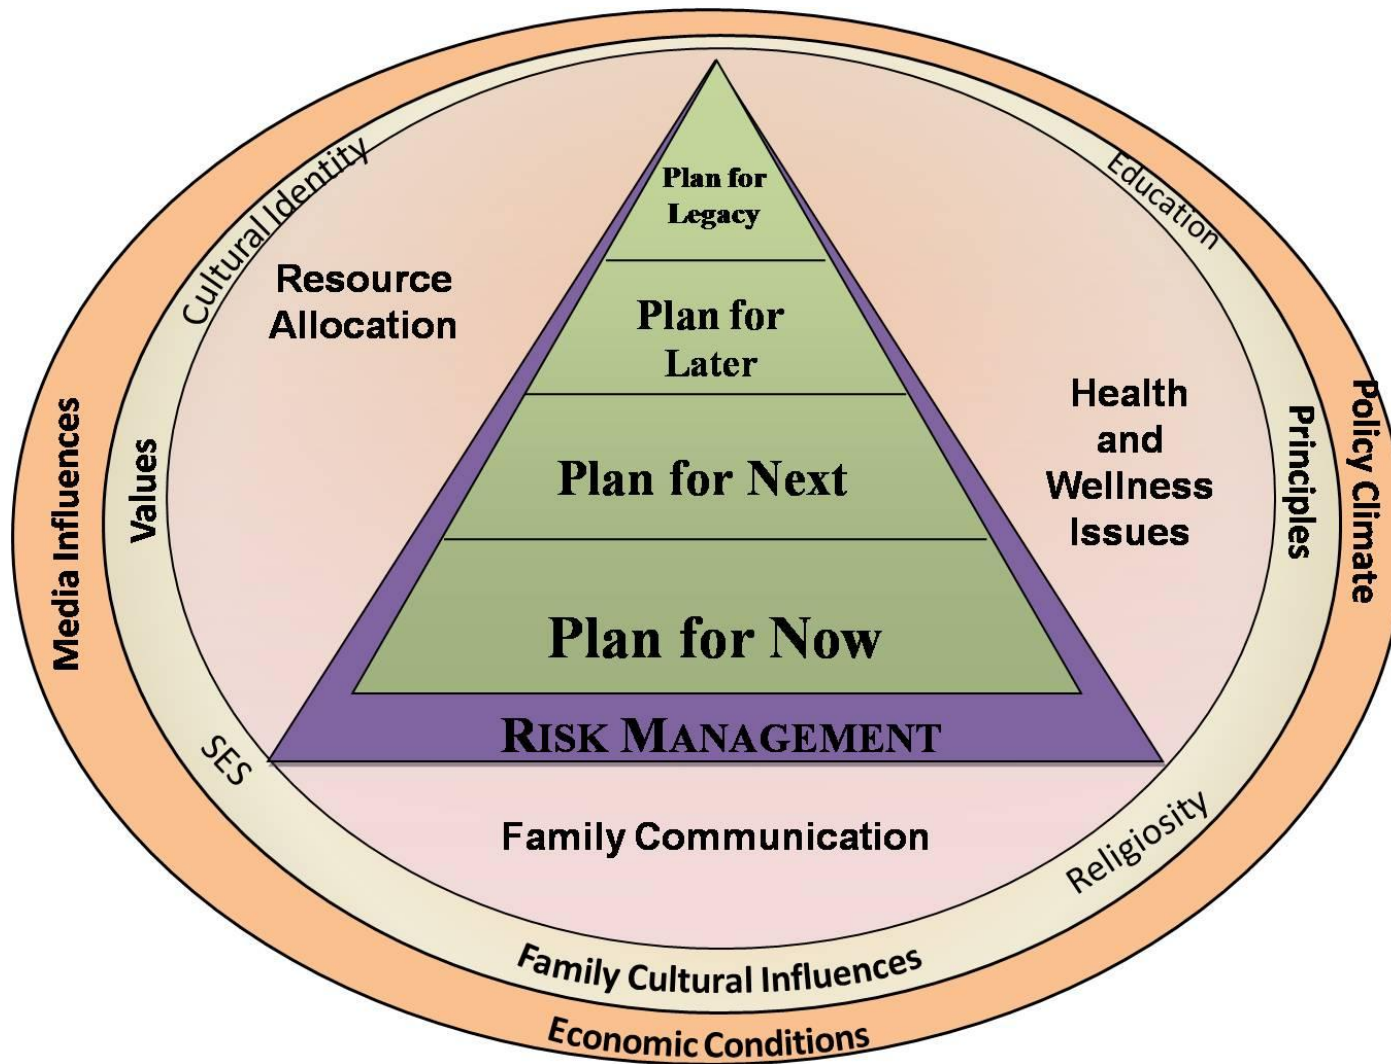 Plan for
Legacy
Cultural Identity
Education
Resource
Allocation
Plan for
Later
Health
and
Wellness
Issues
Media Influences
Values
Principles
Policy Climate
Plan for Next
Plan for Now
RISK MANAGEMENT
SES
Family Communication
Religiosity
Family Cultural Influences
Economic Conditions